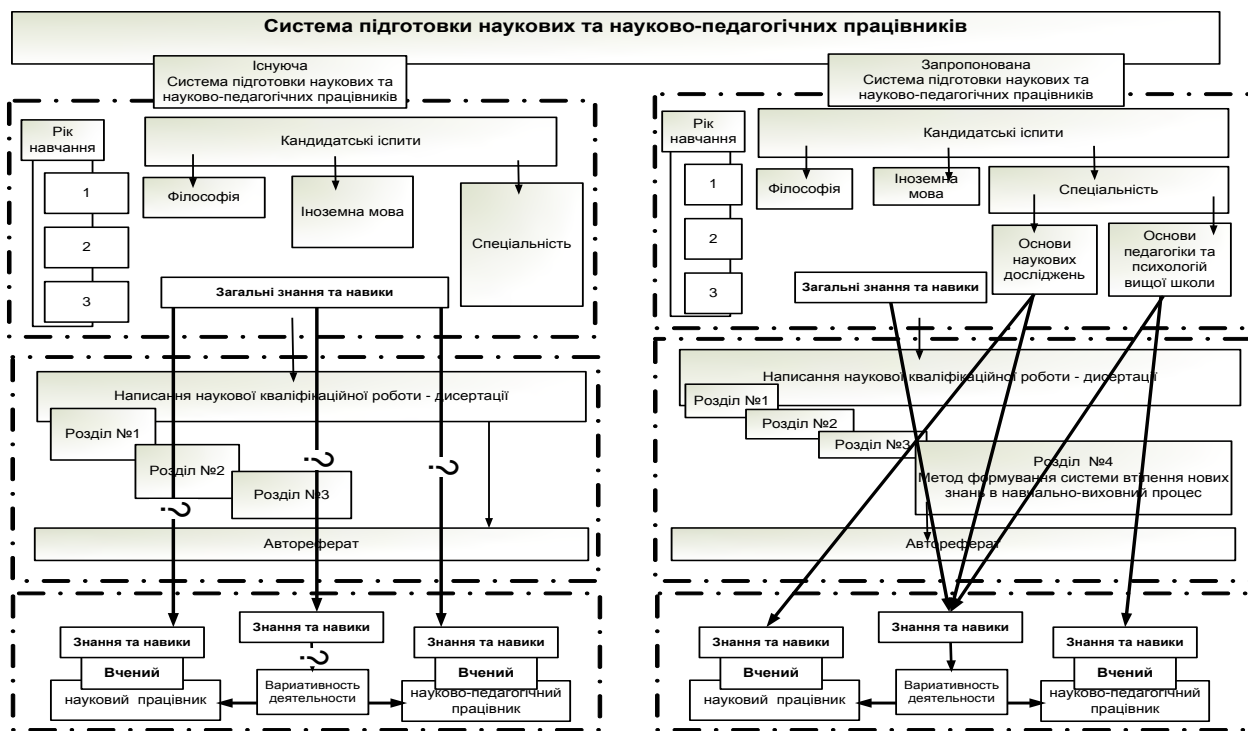 Система підготовки наукових та науково-педагогічних працівників
Існуюча
Система підготовки наукових та
науково-педагогічних працівників
Рік
навчання
1
2
3
Кандидатські іспити
Філософія
Іноземна мова
Спеціальність
Загальні знання та навики
Написання наукової кваліфікаційної роботи - дисертації
Розділ №1
Розділ №2
Розділ №3
?
?
?
Автореферат
Знання та навики
Вчений
науковий працівник
Знання та навики
?
Вариативность
деятельности
Знання та навики
Вчений
науково-педагогічний
працівник
Запропонована
Система підготовки наукових та
науково-педагогічних працівників
Рік
навчання
1
2
3
Кандидатські іспити
Філософія
Іноземна
мова
Спеціальність
Основи
наукових
досліджень
Основи
педагогіки та
психологій
вищої школи
Загальні знання та навики
Написання наукової кваліфікаційної роботи - дисертації
Розділ №1
Розділ №2
Розділ №3
Розділ №4
Метод формування системи втілення нових
знань в навчально-виховний процес
Автореферат
Знання та навики
Вчений
науковий працівник
Знання та навики
Вариативность
деятельности
Знання та навики
Вчений
науково-педагогічний
працівник